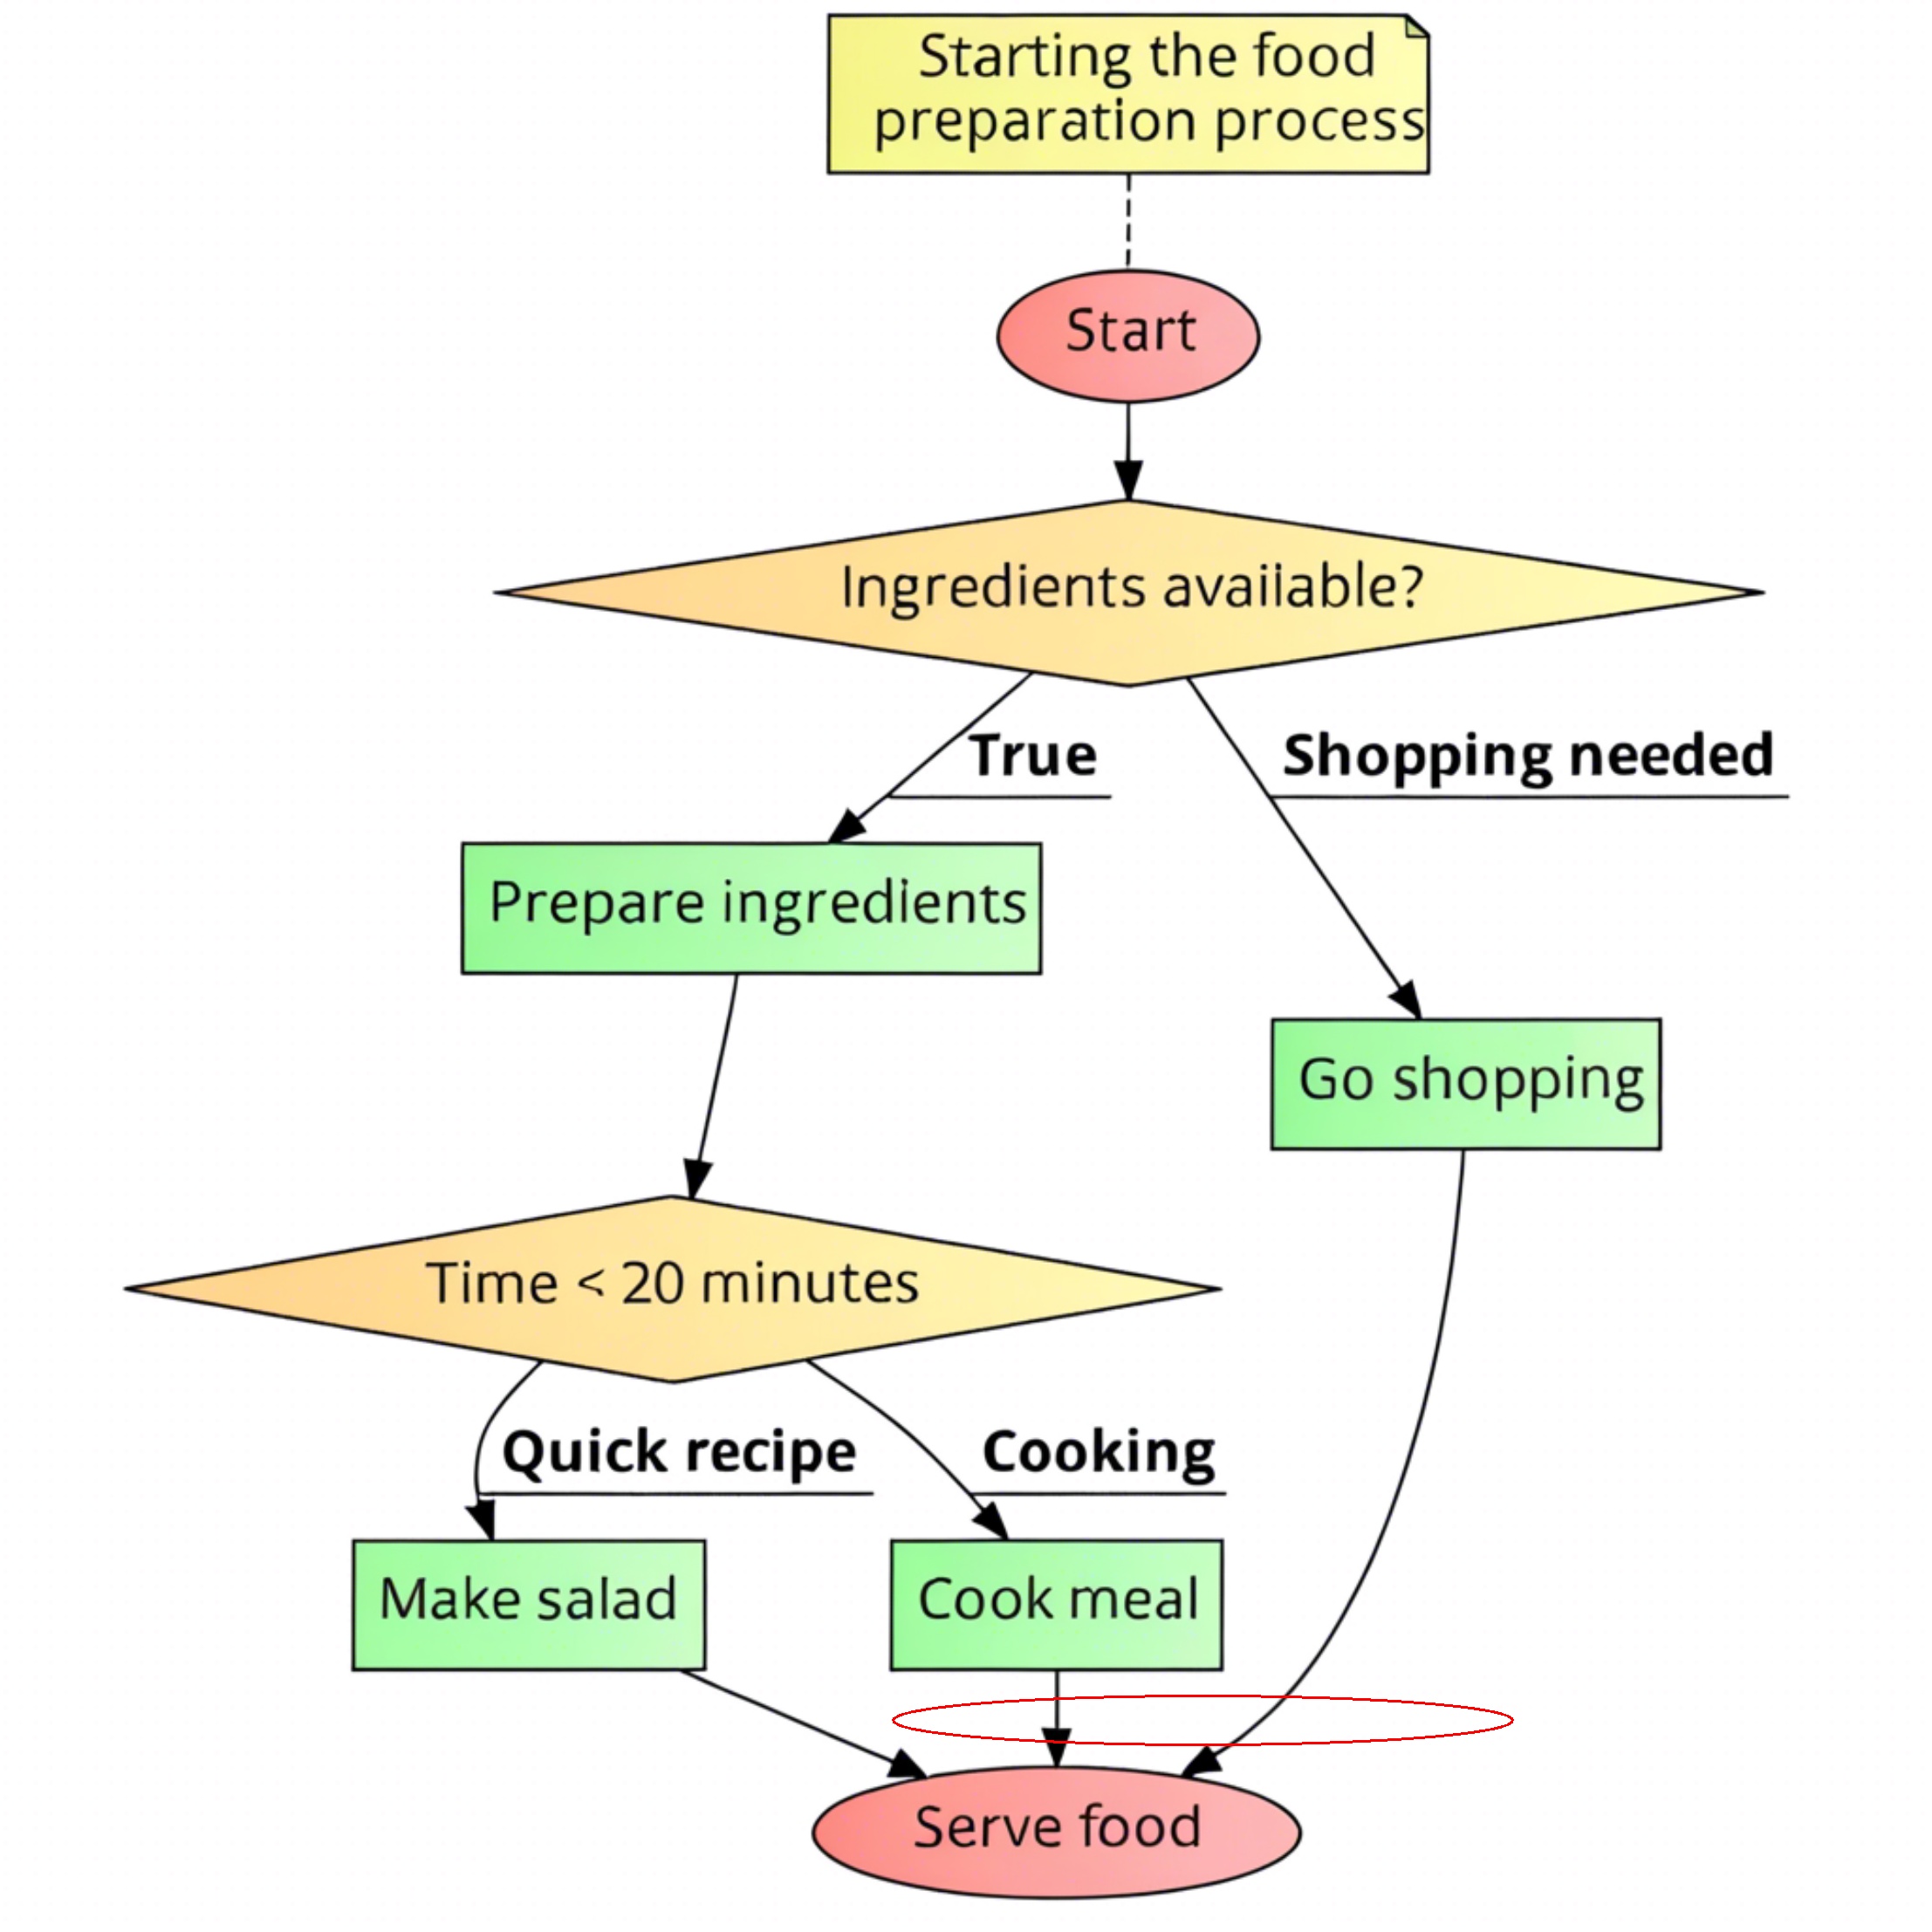 Starting the food
preparation process
Start
Ingredients available?
True
Shopping needed
Prepare ingredients
Go shopping
Time < 20 minutes
Quick recipe
Cooking
Make salad
Cook meal
Serve food